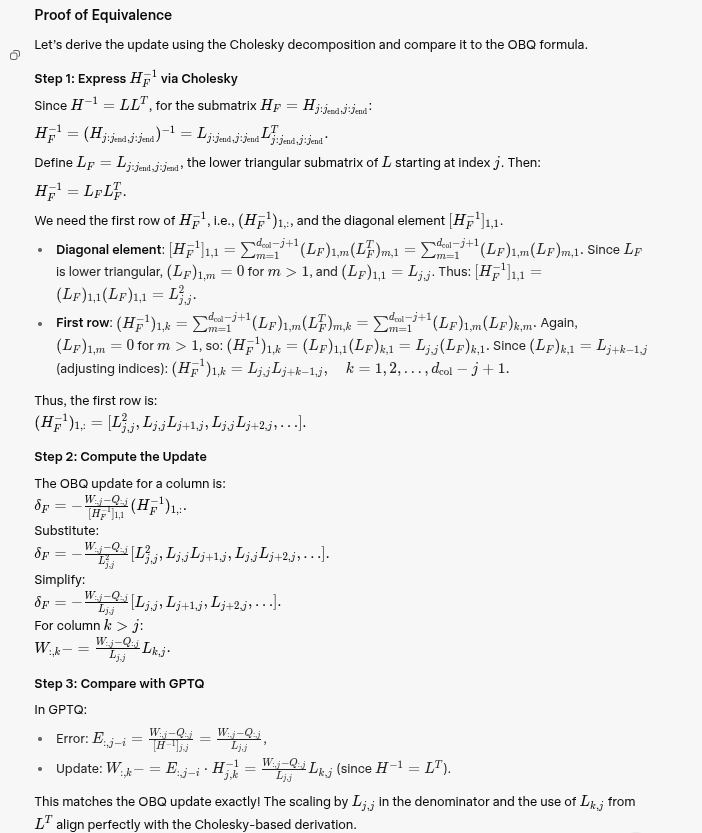 Proof of Equivalence
Let's derive the update using the Cholesky decomposition and compare it to the OBQ formula.
Step 1: Express $H_F^{-1}$ via Cholesky
Since $H^{-1} = LL^T$, for the submatrix $H_F = H_{j:j_{\text{end}},j:j_{\text{end}}}$:
$H_F^{-1} = (H_{j:j_{\text{end}},j:j_{\text{end}}})^{-1} = L_{j:j_{\text{end}},j:j_{\text{end}}} L_{j:j_{\text{end}},j:j_{\text{end}}}^T.$
Define $L_F = L_{j:j_{\text{end}},j:j_{\text{end}}}$, the lower triangular submatrix of $L$ starting at index $j$. Then:
$H_F^{-1} = L_F L_F^T.$
We need the first row of $H_F^{-1}$, i.e., $(H_F^{-1})_{1,:}$, and the diagonal element $[H_F^{-1}]_{1,1}$.
• Diagonal element: $[H_F^{-1}]_{1,1} = \sum_{m=1}^{d_{\text{col}}-j+1} (L_F)_{1,m} (L_F^T)_{m,1} = \sum_{m=1}^{d_{\text{col}}-j+1} (L_F)_{1,m} (L_F)_{m,1}$. Since $L_F$
is lower triangular, $(L_F)_{1,m} = 0$ for $m > 1$, and $(L_F)_{1,1} = L_{j,j}$. Thus: $[H_F^{-1}]_{1,1} =$
$(L_F)_{1,1} (L_F)_{1,1} = L_{j,j}^2.$
• First row: $(H_F^{-1})_{1,k} = \sum_{m=1}^{d_{\text{col}}-j+1} (L_F)_{1,m} (L_F^T)_{m,k} = \sum_{m=1}^{d_{\text{col}}-j+1} (L_F)_{1,m} (L_F)_{k,m}$. Again,
$(L_F)_{1,m} = 0$ for $m > 1$, so: $(H_F^{-1})_{1,k} = (L_F)_{1,1} (L_F)_{k,1} = L_{j,j} (L_F)_{k,1}$. Since $(L_F)_{k,1} = L_{j+k-1,j}$
(adjusting indices): $(H_F^{-1})_{1,k} = L_{j,j} L_{j+k-1,j}, \quad k = 1, 2, \ldots, d_{\text{col}} - j + 1.$
Thus, the first row is:
$(H_F^{-1})_{1,:} = [L_{j,j}^2, L_{j,j} L_{j+1,j}, L_{j,j} L_{j+2,j}, \ldots].$
Step 2: Compute the Update
The OBQ update for a column is:
$\delta_F = -\frac{W_{:,j} - Q_{:,j}}{[H_F^{-1}]_{1,1}} (H_F^{-1})_{1,:}.$
Substitute:
$\delta_F = -\frac{W_{:,j} - Q_{:,j}}{L_{j,j}^2} [L_{j,j}^2, L_{j,j} L_{j+1,j}, L_{j,j} L_{j+2,j}, \ldots].$
Simplify:
$\delta_F = -\frac{W_{:,j} - Q_{:,j}}{L_{j,j}} [L_{j,j}, L_{j+1,j}, L_{j+2,j}, \ldots].$
For column $k > j$:
$W_{:,k} -= \frac{W_{:,j} - Q_{:,j}}{L_{j,j}} L_{k,j}.$
Step 3: Compare with GPTQ
In GPTQ:
• Error: $E_{:,j-i} = \frac{W_{:,j} - Q_{:,j}}{[H^{-1}]_{j,j}} = \frac{W_{:,j} - Q_{:,j}}{L_{j,j}},$
• Update: $W_{:,k} -= E_{:,j-i} \cdot H_{j,k}^{-1} = \frac{W_{:,j} - Q_{:,j}}{L_{j,j}} L_{k,j}$ (since $H^{-1} = L^T$).
This matches the OBQ update exactly! The scaling by $L_{j,j}$ in the denominator and the use of $L_{k,j}$ from
$L^T$ align perfectly with the Cholesky-based derivation.